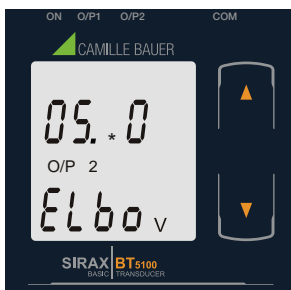 ON O/P1 O/P2 COM
CAMILLE BAUER
05.*0
O/P 2
ELbo V
SIRAX BT5100
BASIC TRANSDUCER